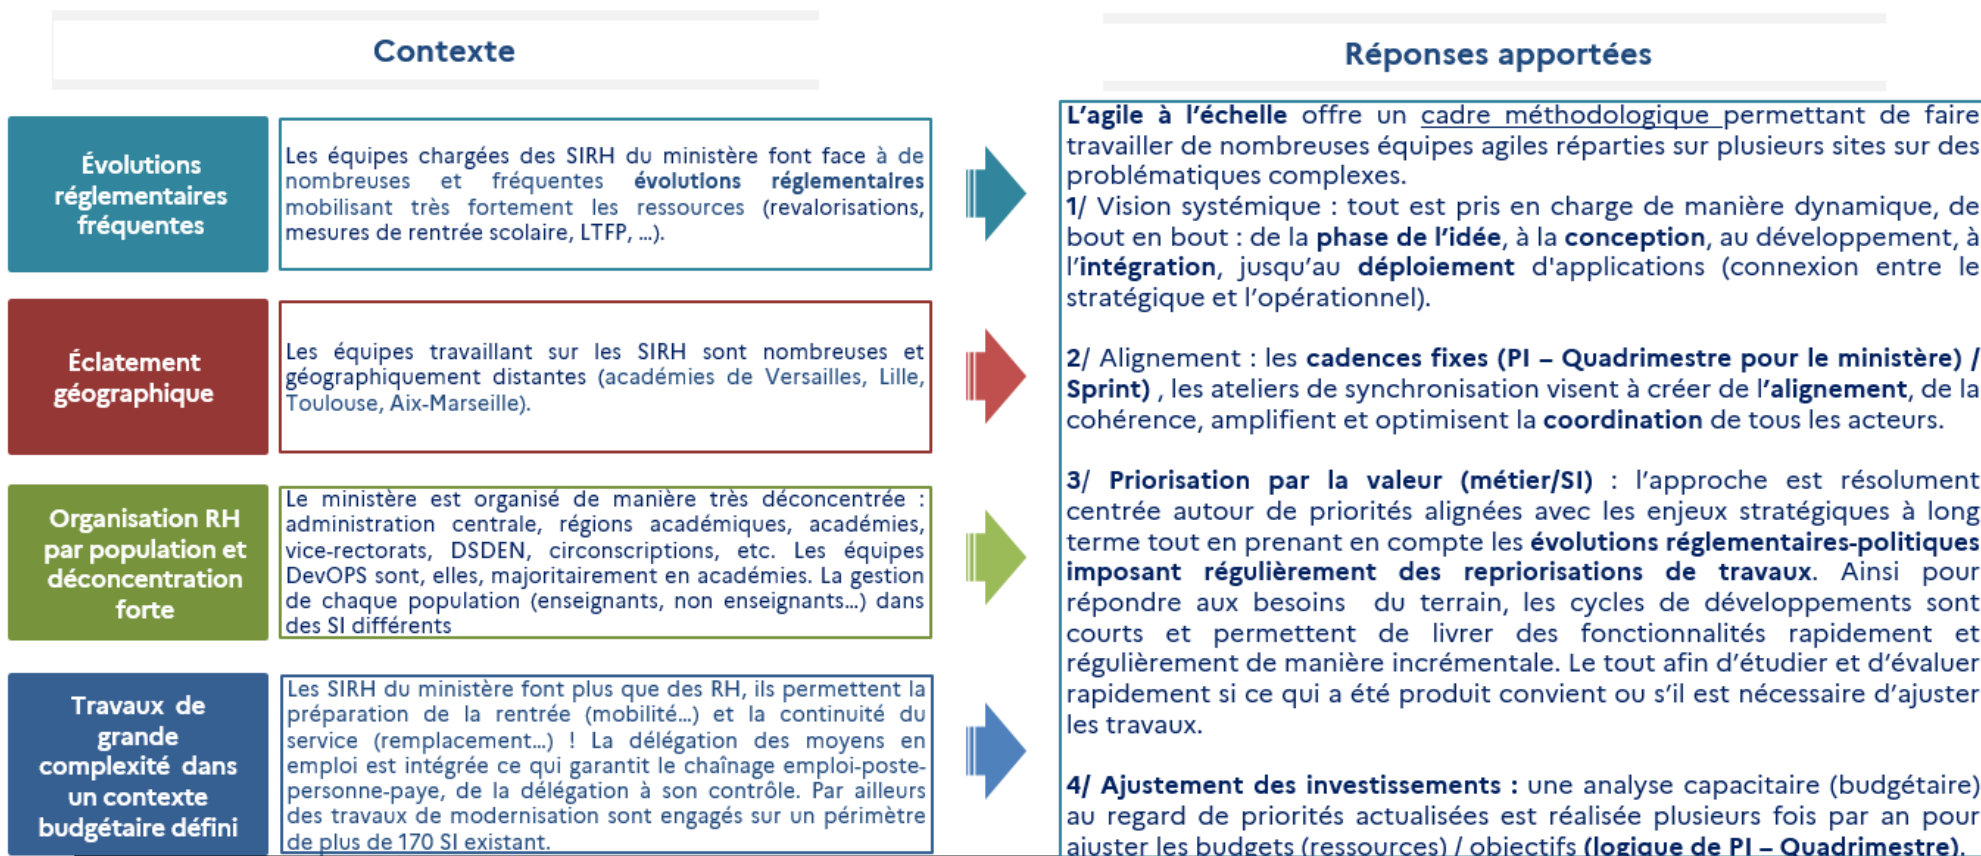 Contexte
Évolutions
réglementaires
fréquentes
Les équipes chargées des SIRH du ministère font face à de
nombreuses et fréquentes évolutions réglementaires
mobilisant très fortement les ressources (revalorisations,
mesures de rentrée scolaire, LTFP, …).
Éclatement
géographique
Les équipes travaillant sur les SIRH sont nombreuses et
géographiquement distantes (académies de Versailles, Lille,
Toulouse, Aix-Marseille).
Organisation RH
par population et
déconcentration
forte
Le ministère est organisé de manière très déconcentrée :
administration centrale, régions académiques, académies,
vice-rectorats, DSDEN, circonscriptions, etc. Les équipes
DevOPS sont, elles, majoritairement en académies. La gestion
de chaque population (enseignants, non enseignants…) dans
des SI différents
Travaux de
grande
complexité dans
un contexte
budgétaire défini
Les SIRH du ministère font plus que des RH, ils permettent la
préparation de la rentrée (mobilité…) et la continuité du
service (remplacement…) ! La délégation des moyens en
emploi est intégrée ce qui garantit le chaînage emploi-poste-
personne-paye, de la délégation à son contrôle. Par ailleurs
des travaux de modernisation sont engagés sur un périmètre
de plus de 170 SI existant.
Réponses apportées
L'agile à l'échelle offre un cadre méthodologique permettant de faire
travailler de nombreuses équipes agiles réparties sur plusieurs sites sur des
problématiques complexes.
1/ Vision systémique : tout est pris en charge de manière dynamique, de
bout en bout : de la phase de l'idée, à la conception, au développement, à
l'intégration, jusqu'au déploiement d'applications (connexion entre le
stratégique et l'opérationnel).
2/ Alignement : les cadences fixes (PI – Quadrimestre pour le ministère) /
Sprint) , les ateliers de synchronisation visent à créer de l'alignement, de la
cohérence, amplifient et optimisent la coordination de tous les acteurs.
3/ Priorisation par la valeur (métier/SI) : l'approche est résolument
centrée autour de priorités alignées avec les enjeux stratégiques à long
terme tout en prenant en compte les évolutions réglementaires-politiques
imposant régulièrement des repriorisations de travaux. Ainsi pour
répondre aux besoins du terrain, les cycles de développements sont
courts et permettent de livrer des fonctionnalités rapidement et
régulièrement de manière incrémentale. Le tout afin d'étudier et d'évaluer
rapidement si ce qui a été produit convient ou s'il est nécessaire d'ajuster
les travaux.
4/ Ajustement des investissements : une analyse capacitaire (budgétaire)
au regard de priorités actualisées est réalisée plusieurs fois par an pour
ajuster les budgets (ressources) / objectifs (logique de PI – Quadrimestre).